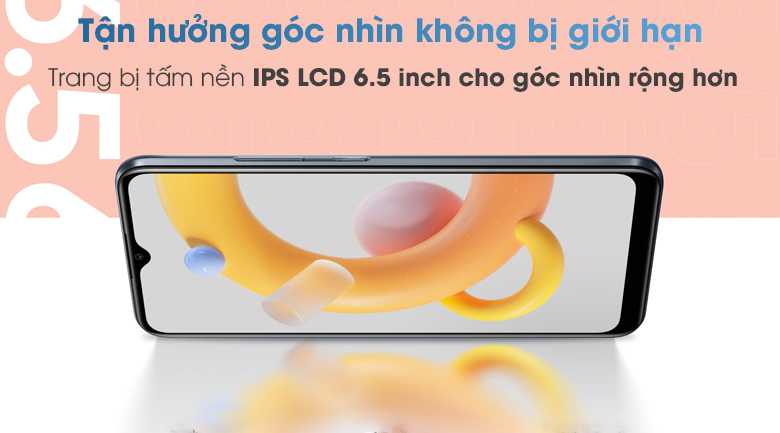 Tận hưởng góc nhìn không bị giới hạn
Trang bị tấm nền IPS LCD 6.5 inch cho góc nhìn rộng hơn